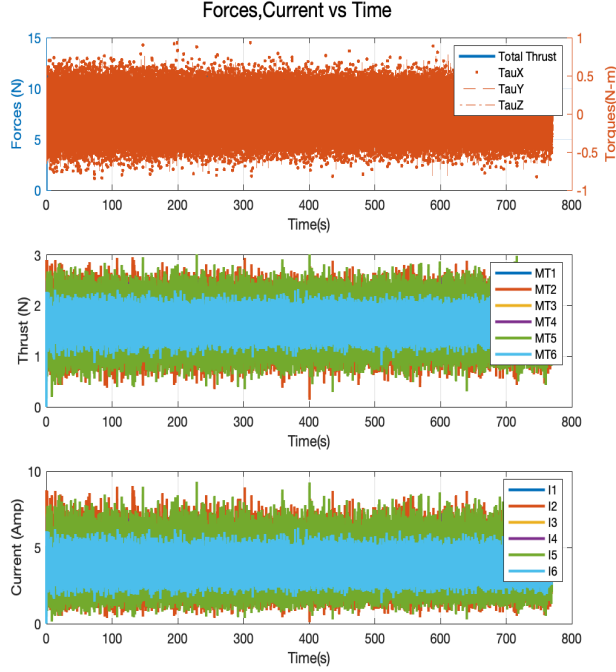 Forces,Current vs Time
15
10
5
0
Forces (N)
1
0.5
0
-0.5
-1
Torques(N-m)
Total Thrust
TauX
TauY
TauZ
0 100 200 300 400 500 600 700 800
Time(s)
3
2
1
0
Thrust (N)
MT1
MT2
MT3
MT4
MT5
MT6
0 100 200 300 400 500 600 700 800
Time(s)
10
5
0
Current (Amp)
I1
I2
I3
I4
I5
I6
0 100 200 300 400 500 600 700 800
Time(s)